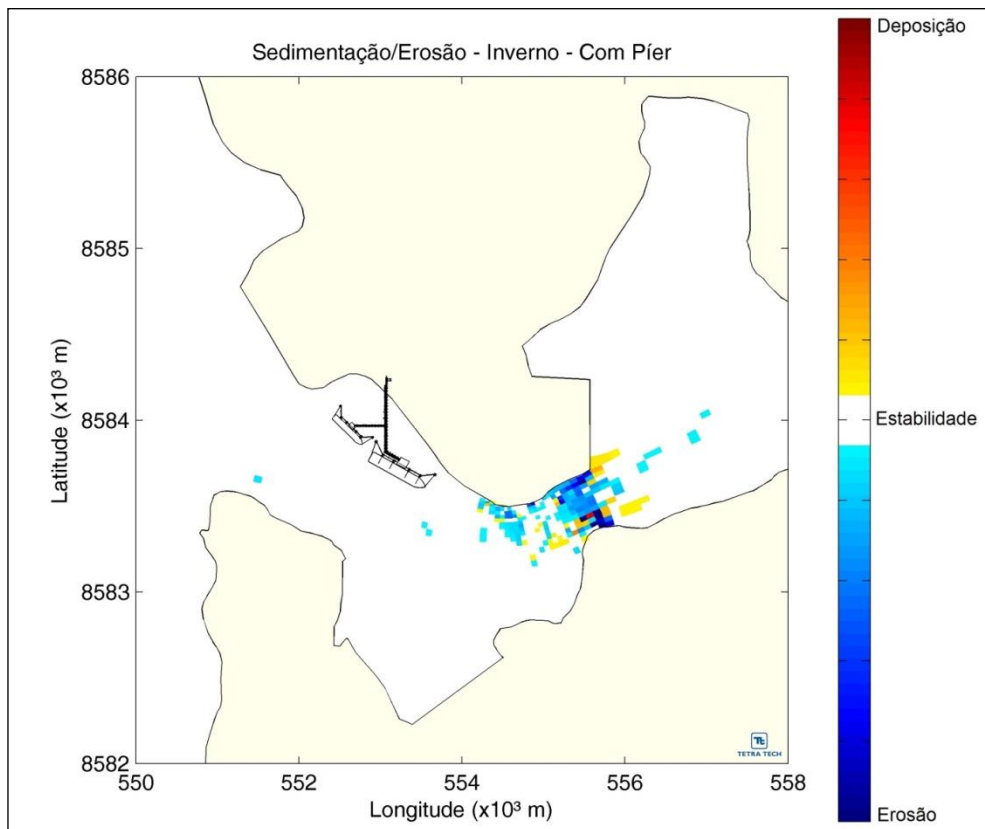 Sedimentação/Erosão - Inverno - Com Píer
Deposição
Estabilidade
Erosão
Latitude (x10³ m)
8586
8585
8584
8583
8582
550
552
554
556
558
Longitude (x10³ m)
Tt
TETRA TECH